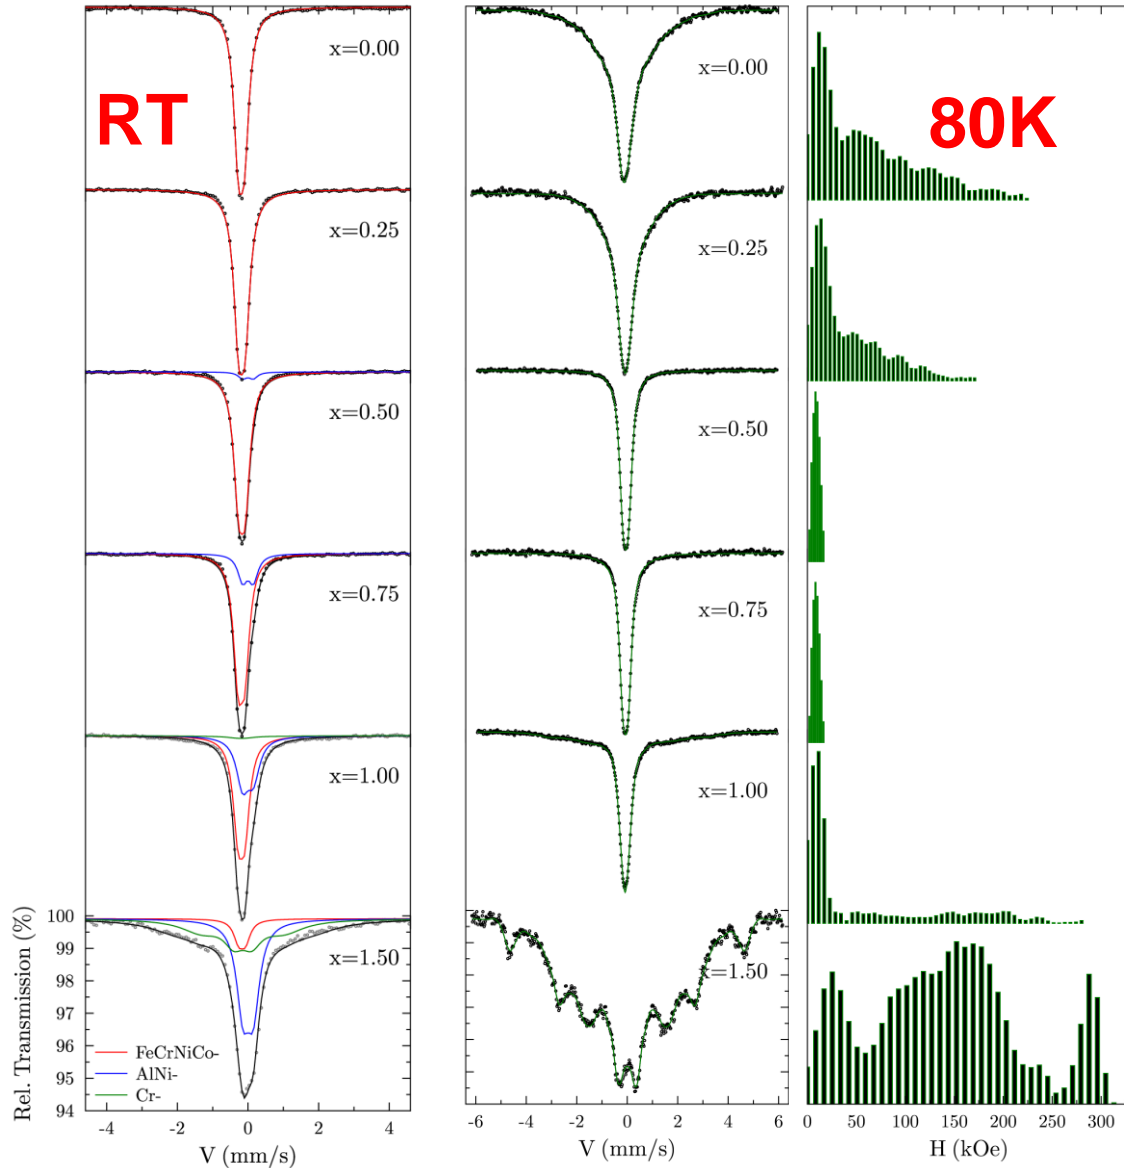 RT
80K
x=0.00
x=0.25
x=0.50
x=0.75
x=1.00
x=1.50
x=0.00
x=0.25
x=0.50
x=0.75
x=1.00
x=1.50
Rel. Transmission (%)
100
99
98
97
96
95
94
FeCrNiCo-
AlNi-
Cr-
-4 -2 0 2 4
V (mm/s)
-6 -4 -2 0 2 4 6
V (mm/s)
0 50 100 150 200 250 300
H (kOe)